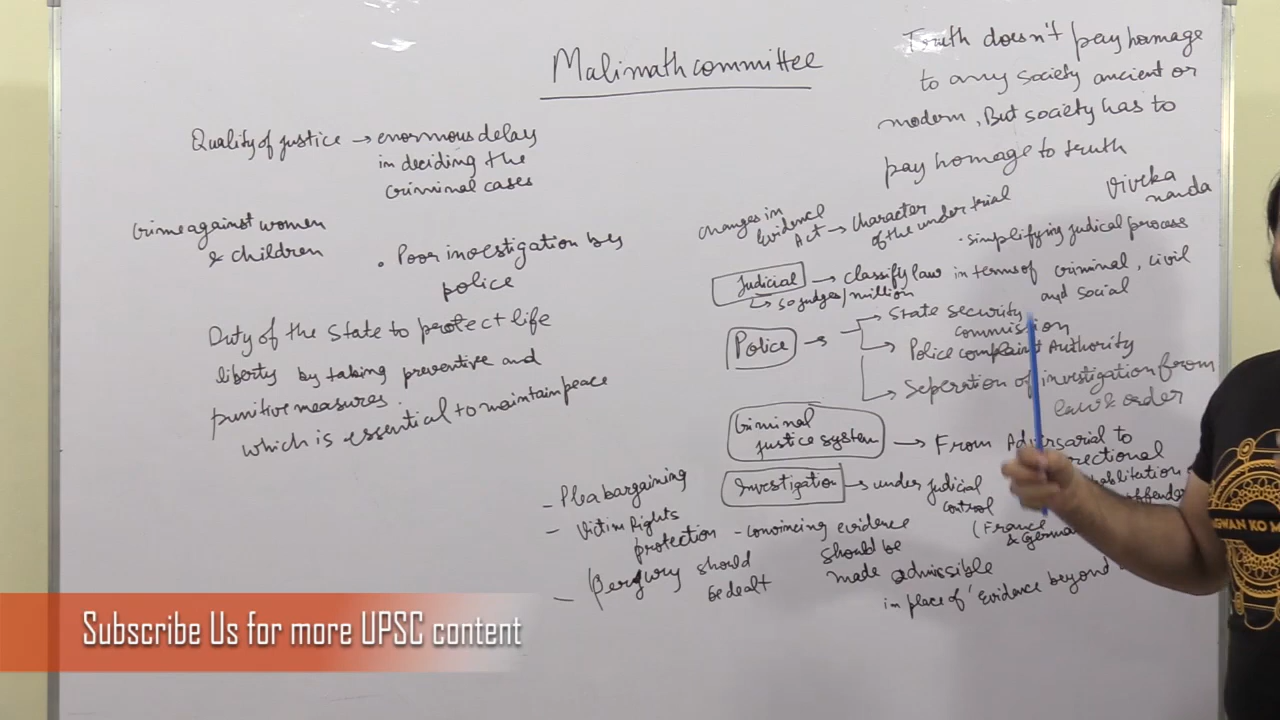 Malimath committee
Truth doesn't pay homage
to any society ancient or
modern, But society has to
pay homage to truth
Viveka
nanda
Quality of justice → enormous delay
in deciding the
criminal cases
Crime against women
& children
• Poor investigation by
police
Duty of the State to protect life
liberty by taking preventive and
punitive measures.
which is essential to maintain peace
changes in
Evidence
Act → Character
of the under trial
• simplifying judical process
Judicial → classify law in terms of criminal, civil
and social
↳ 50 judges/million
Police → State security
commission
→ Police complaint Authority
→ Seperation of investigation from
law & order
Criminal
justice system → From Adversarial to
Investigation → under judicial
control
(France
& German
- Plea bargaining
- Victim Rights
protection
- Perjury should
be dealt
- convincing evidence
should be
made admissible
in place of 'evidence beyond
GWAN KO M
Subscribe Us for more UPSC content